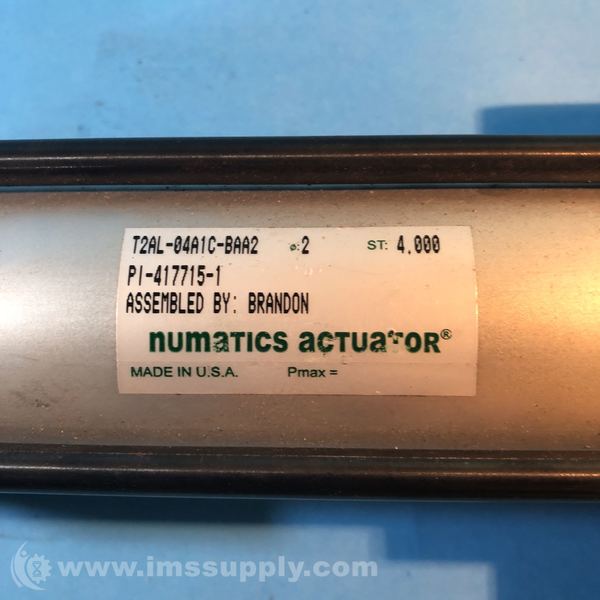 T2AL-04A1C-BAA2 ø:2 ST: 4.000
PI-417715-1
ASSEMBLED BY: BRANDON
numatics actuator®
MADE IN U.S.A. Pmax =
www.imssupply.com